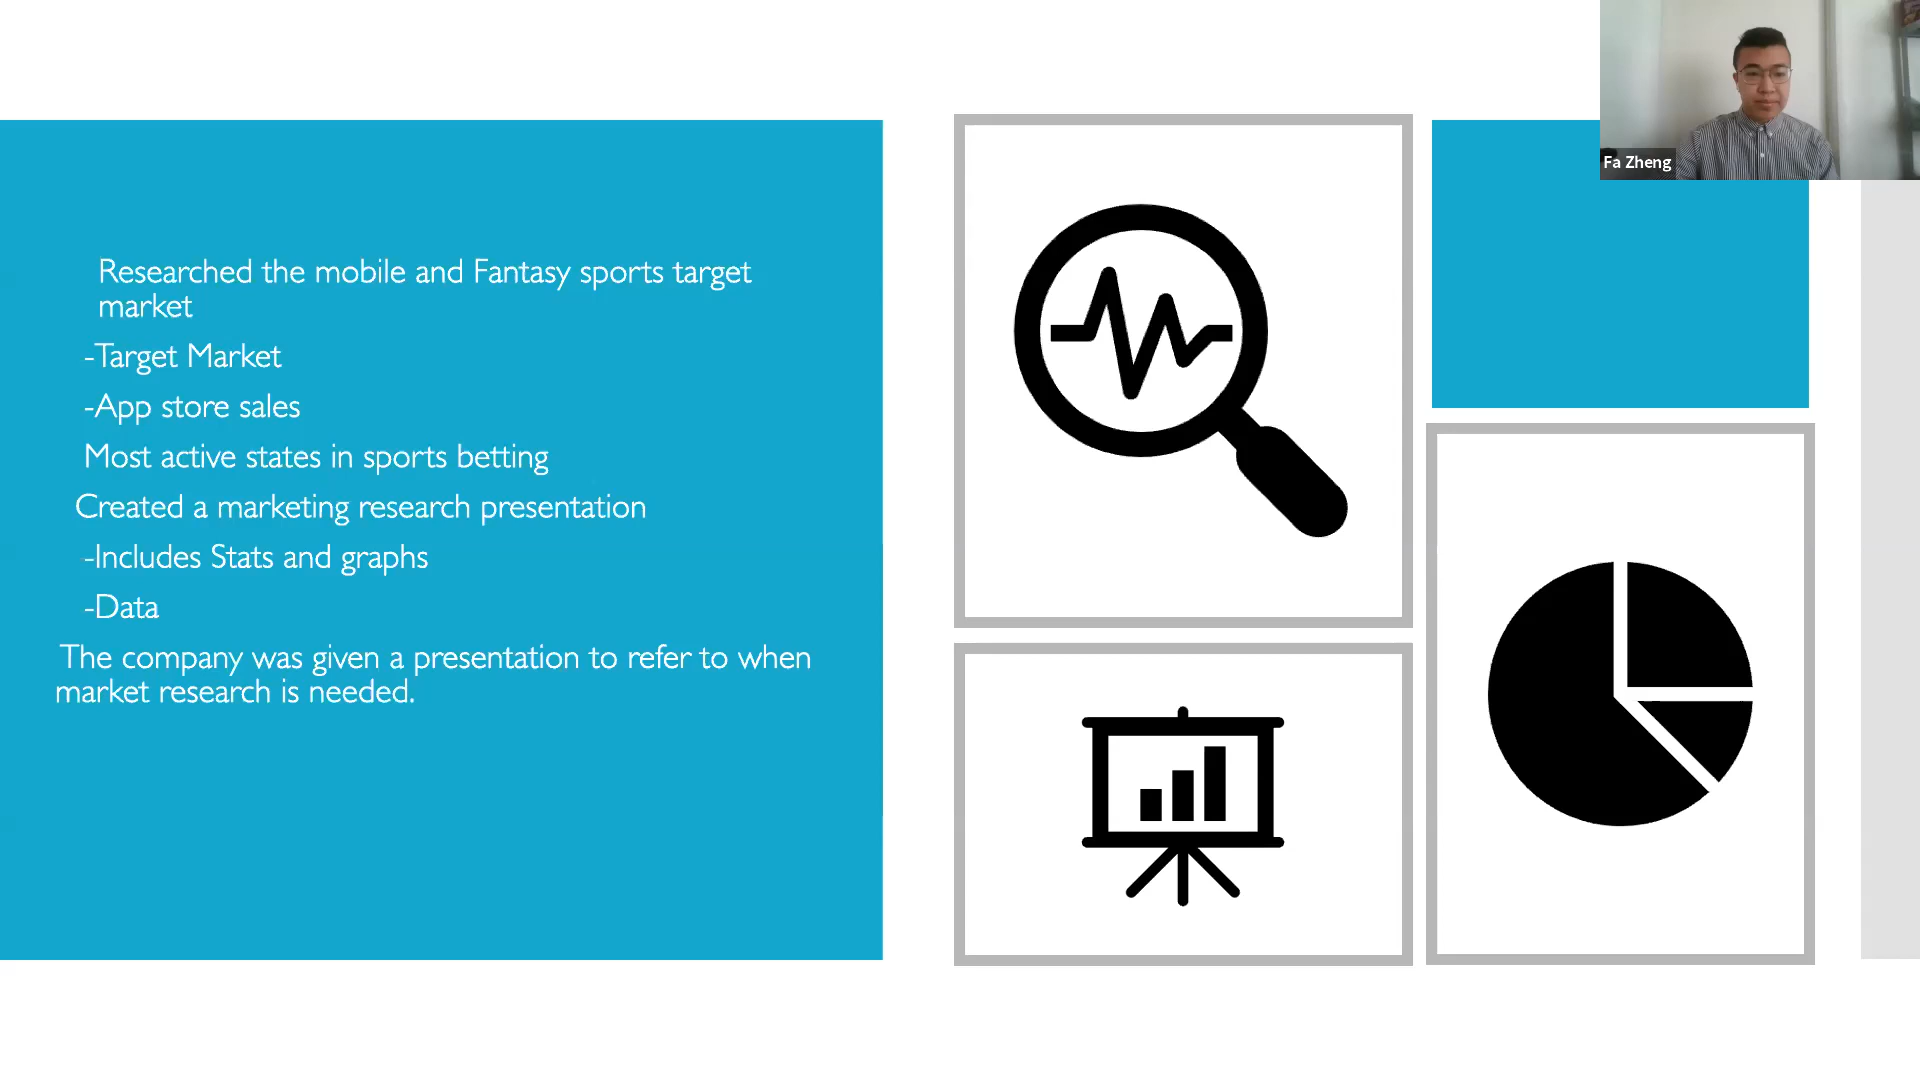 Fa Zheng
Researched the mobile and Fantasy sports target
market
-Target Market
-App store sales
Most active states in sports betting
Created a marketing research presentation
-Includes Stats and graphs
-Data
The company was given a presentation to refer to when
market research is needed.